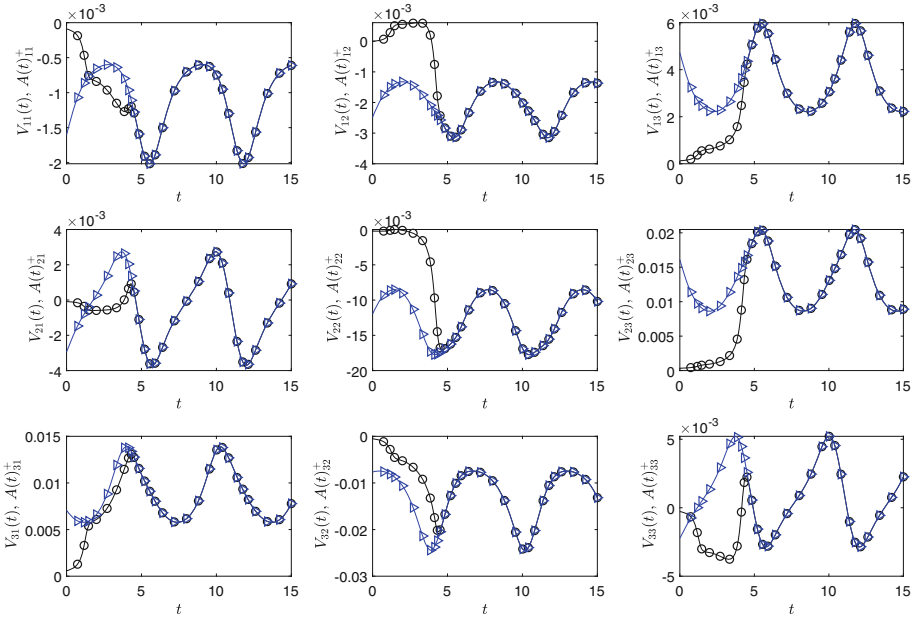 ×10⁻³ ×10⁻³ ×10⁻³
V₁₁(t), A(t)⁺₁₁
0 -0.5 -1 -1.5 -2
0 5 10 15
t
V₁₂(t), A(t)⁺₁₂
0 -2 -3 -4
0 5 10 15
t
V₁₃(t), A(t)⁺₁₃
6 4 2 0
0 5 10 15
t
×10⁻³ ×10⁻³
V₂₁(t), A(t)⁺₂₁
4 2 0 -2 -4
0 5 10 15
t
V₂₂(t), A(t)⁺₂₂
0 -5 -10 -15 -20
0 5 10 15
t
V₂₃(t), A(t)⁺₂₃
0.02 0.015 0.01 0.005 0
0 5 10 15
t
V₃₁(t), A(t)⁺₃₁
0.015 0.01 0.005 0
0 5 10 15
t
V₃₂(t), A(t)⁺₃₂
0 -0.01 -0.02 -0.03
0 5 10 15
t
×10⁻³
V₃₃(t), A(t)⁺₃₃
5 0 -5
0 5 10 15
t